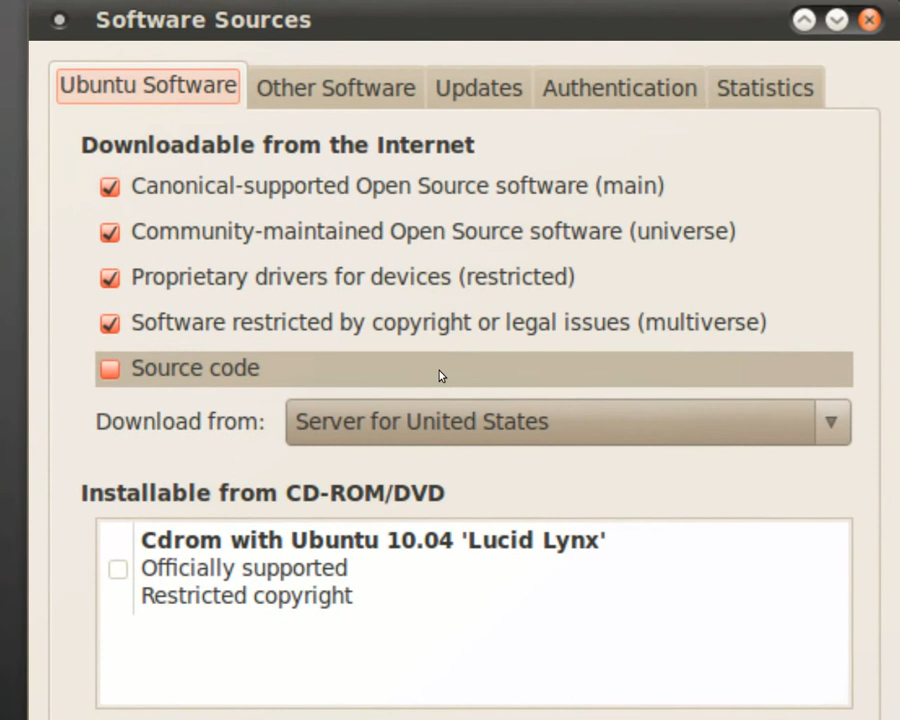 Software Sources
Ubuntu Software
Other Software
Updates
Authentication
Statistics
Downloadable from the Internet
Canonical-supported Open Source software (main)
Community-maintained Open Source software (universe)
Proprietary drivers for devices (restricted)
Software restricted by copyright or legal issues (multiverse)
Source code
Download from: Server for United States
Installable from CD-ROM/DVD
Cdrom with Ubuntu 10.04 'Lucid Lynx'
Officially supported
Restricted copyright